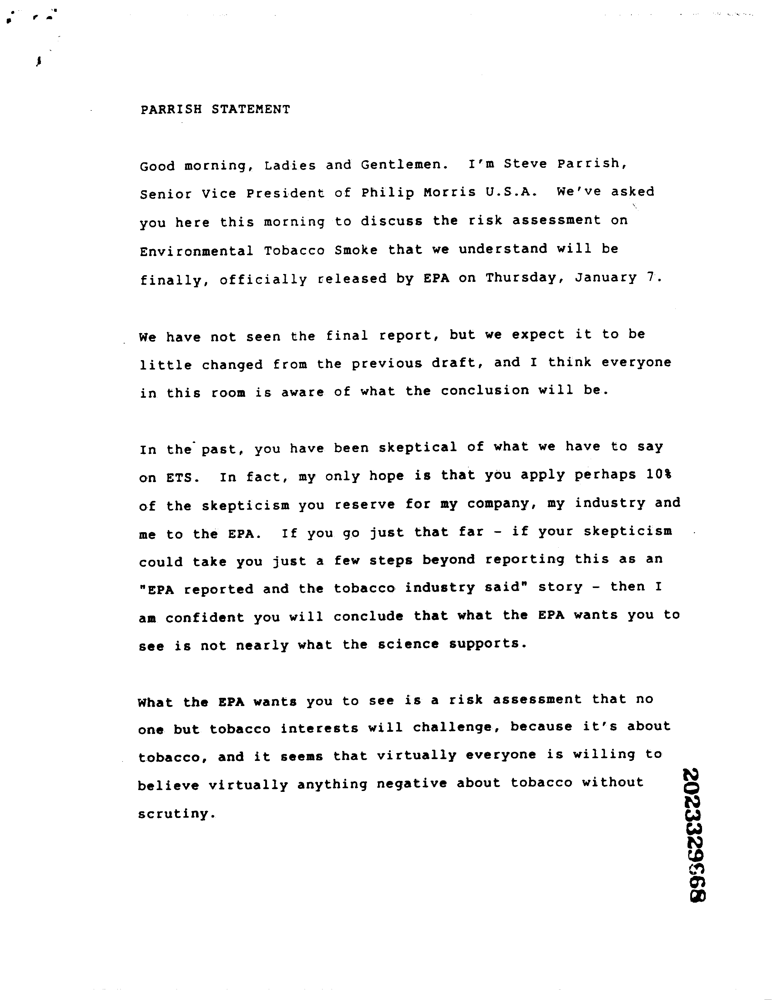 PARRISH STATEMENT
Good morning, Ladies and Gentlemen. I'm Steve Parrish,
Senior Vice President of Philip Morris U.S.A. We've asked
you here this morning to discuss the risk assessment on
Environmental Tobacco Smoke that we understand will be
finally, officially released by EPA on Thursday, January 7.
We have not seen the final report, but we expect it to be
little changed from the previous draft, and I think everyone
in this room is aware of what the conclusion will be.
In the past, you have been skeptical of what we have to say
on ETS. In fact, my only hope is that you apply perhaps 10%
of the skepticism you reserve for my company, my industry and
me to the EPA. If you go just that far - if your skepticism
could take you just a few steps beyond reporting this as an
"EPA reported and the tobacco industry said" story - then I
am confident you will conclude that what the EPA wants you to
see is not nearly what the science supports.
What the EPA wants you to see is a risk assessment that no
one but tobacco interests will challenge, because it's about
tobacco, and it seems that virtually everyone is willing to
believe virtually anything negative about tobacco without
scrutiny.
2023329668